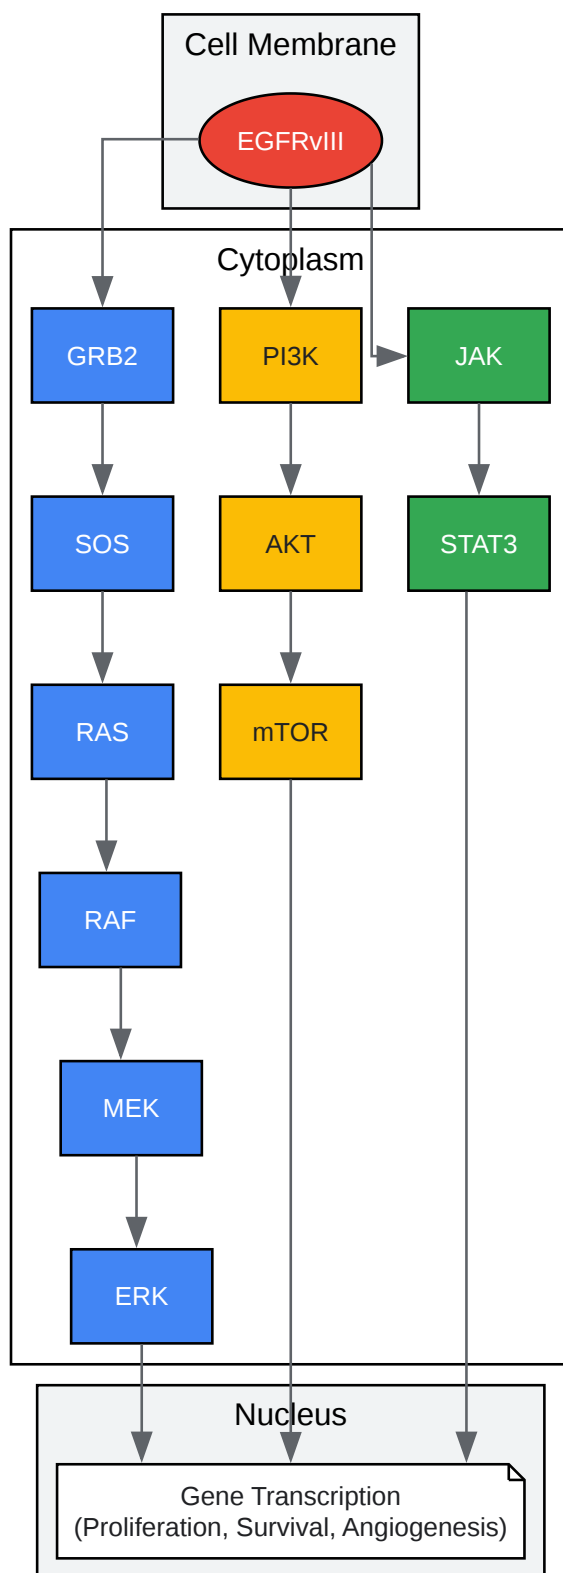 Cell Membrane
EGFRvIII
Cytoplasm
GRB2
PI3K
JAK
SOS
AKT
STAT3
RAS
mTOR
RAF
MEK
ERK
Nucleus
Gene Transcription
(Proliferation, Survival, Angiogenesis)